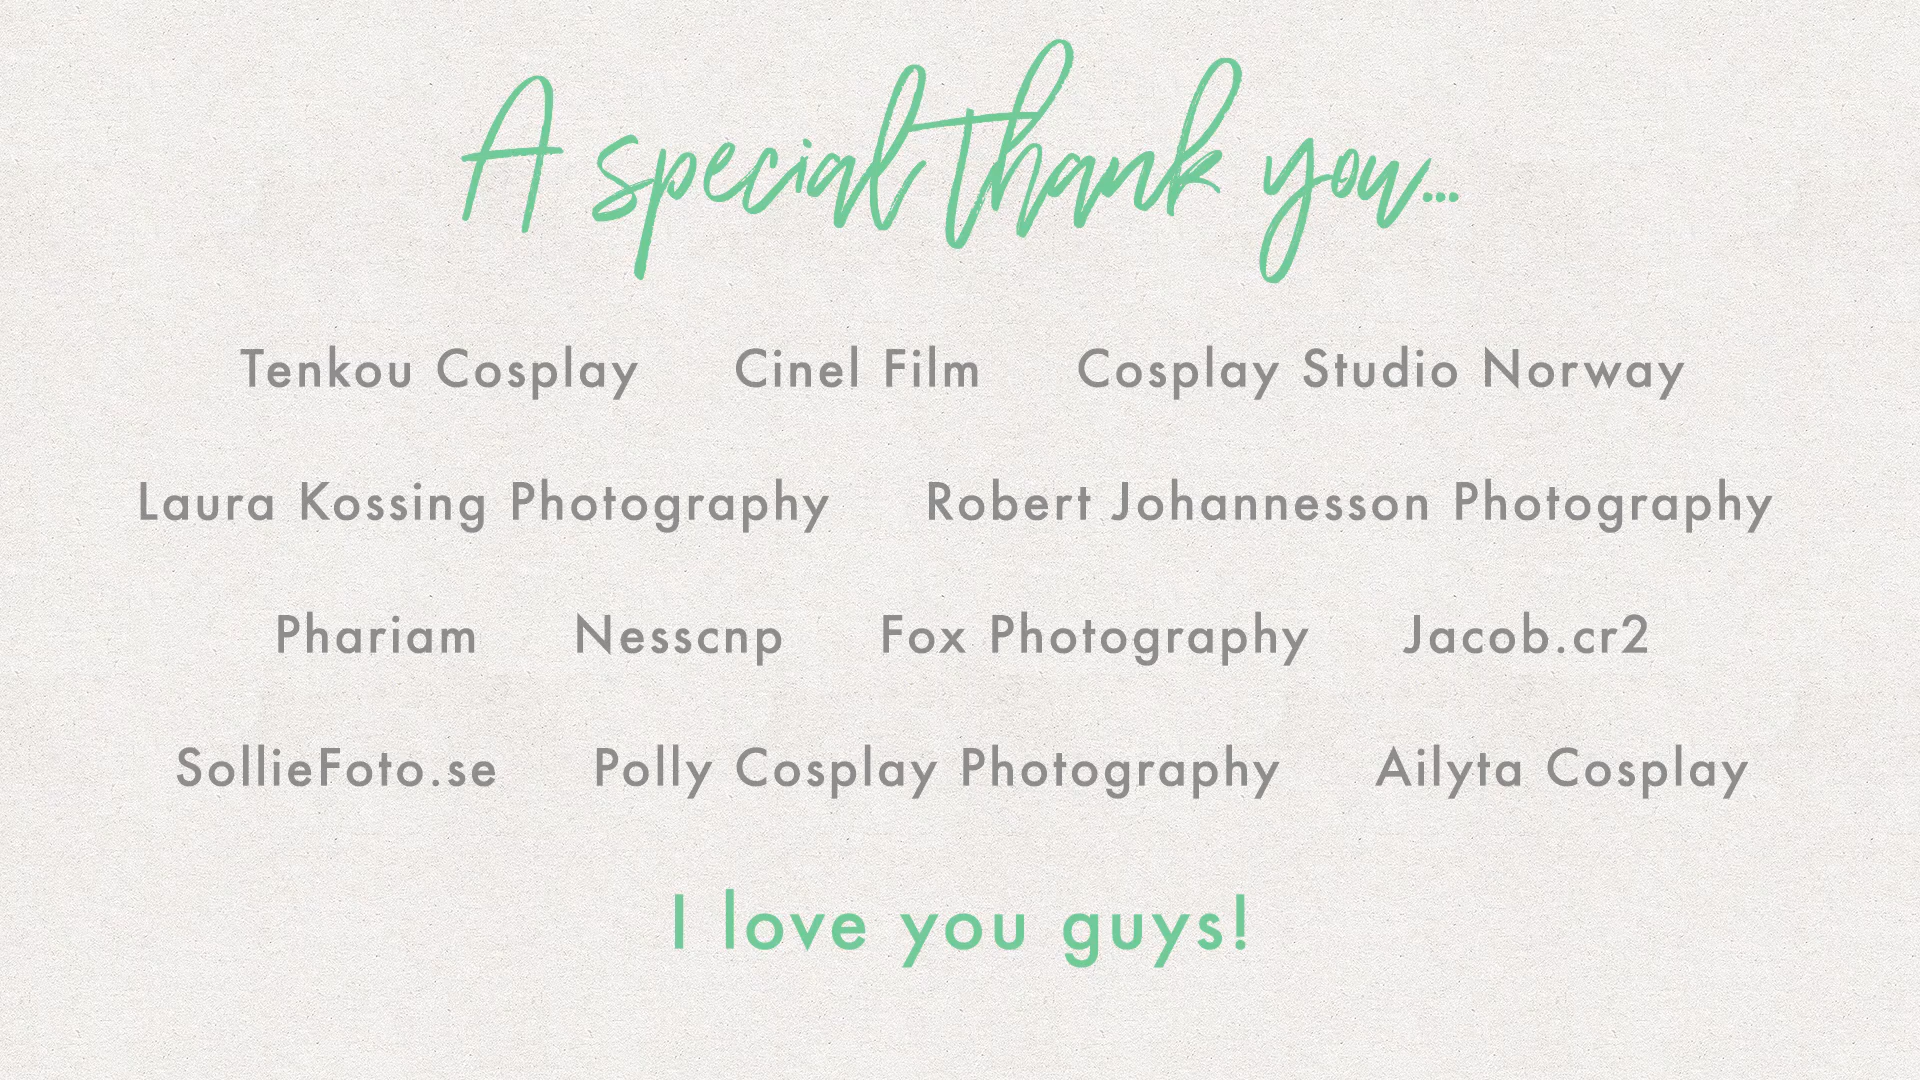 A special thank you...
Tenkou Cosplay Cinel Film Cosplay Studio Norway
Laura Kossing Photography Robert Johannesson Photography
Phariam Nesscnp Fox Photography Jacob.cr2
SollieFoto.se Polly Cosplay Photography Ailyta Cosplay
I love you guys!